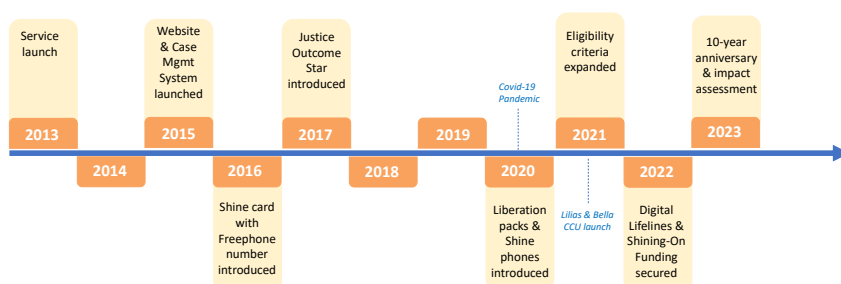 Service
launch
2013
2014
Website
& Case
Mgmt
System
launched
2015
2016
Shine card
with
Freephone
number
introduced
Justice
Outcome
Star
introduced
2017
2018
2019
Covid-19
Pandemic
2020
Liberation
packs &
Shine
phones
introduced
Eligibility
criteria
expanded
2021
Lilias & Bella
CCU launch
2022
Digital
Lifelines &
Shining-On
Funding
secured
10-year
anniversary
& impact
assessment
2023